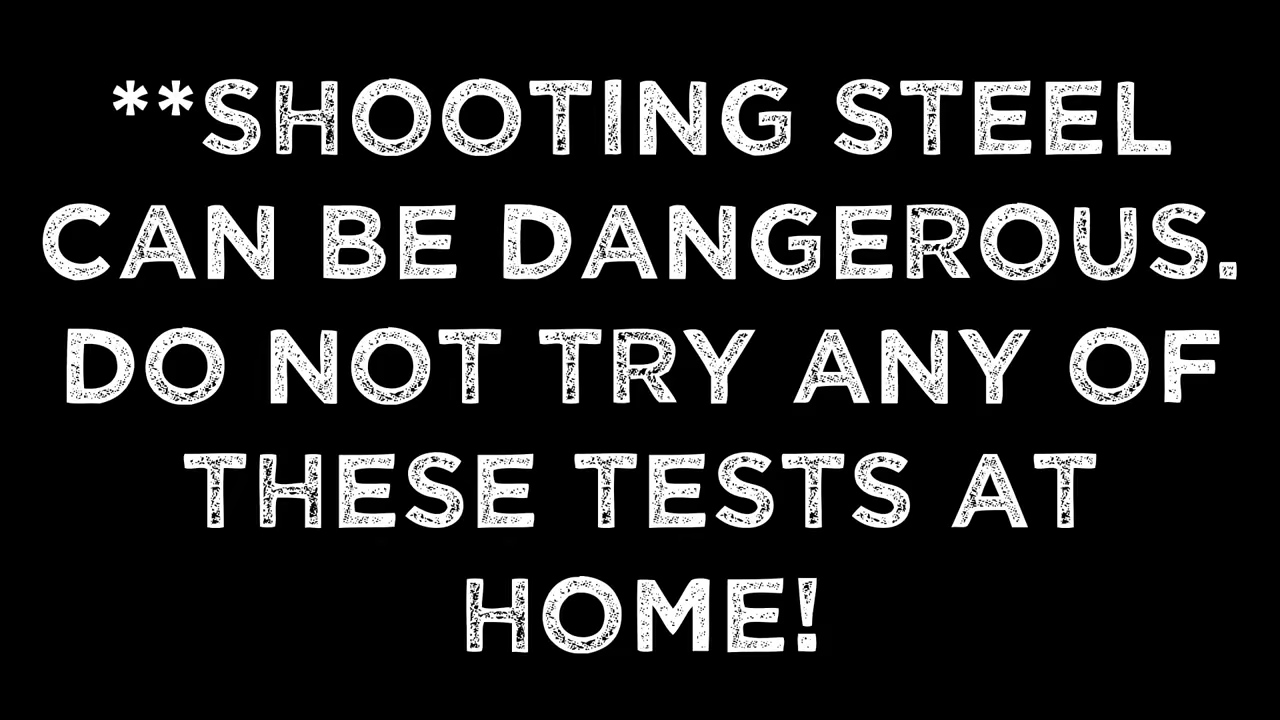 **SHOOTING STEEL
CAN BE DANGEROUS.
DO NOT TRY ANY OF
THESE TESTS AT
HOME!